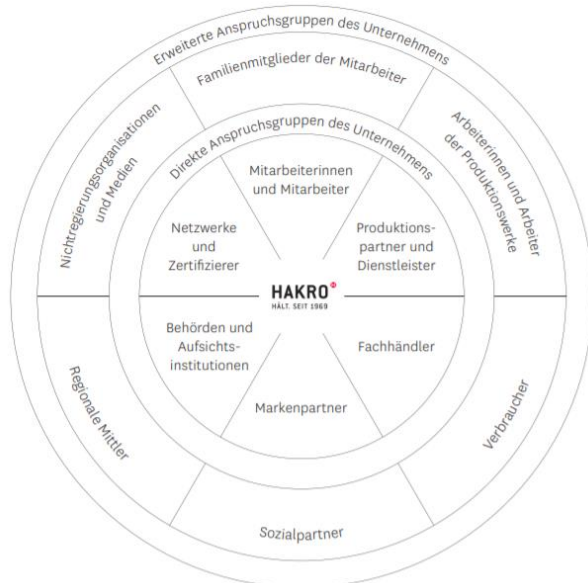 Erweiterte Anspruchsgruppen des Unternehmens
Familienmitglieder der Mitarbeiter
Nichtregierungsorganisationen
und Medien
Arbeiterinnen und Arbeiter
der Produktionswerke
Direkte Anspruchsgruppen des Unternehmens
Mitarbeiterinnen
und Mitarbeiter
Netzwerke
und
Zertifizierer
Produktions-
partner und
Dienstleister
HAKRO
HÄLT. SEIT 1969
Behörden und
Aufsichts-
institutionen
Fachhändler
Markenpartner
Regionale Mittler
Verbraucher
Sozialpartner